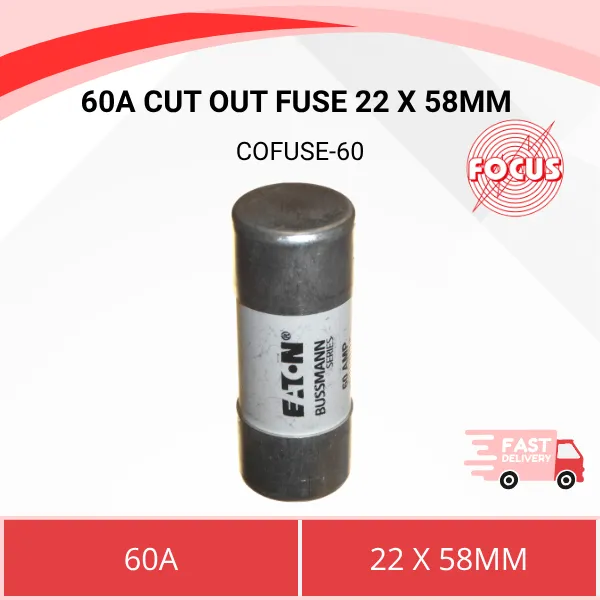 60A CUT OUT FUSE 22 X 58MM
COFUSE-60
FOCUS
EATON®
BUSSMANN
SERIES
60 AMP
FAST
DELIVERY
60A
22 X 58MM